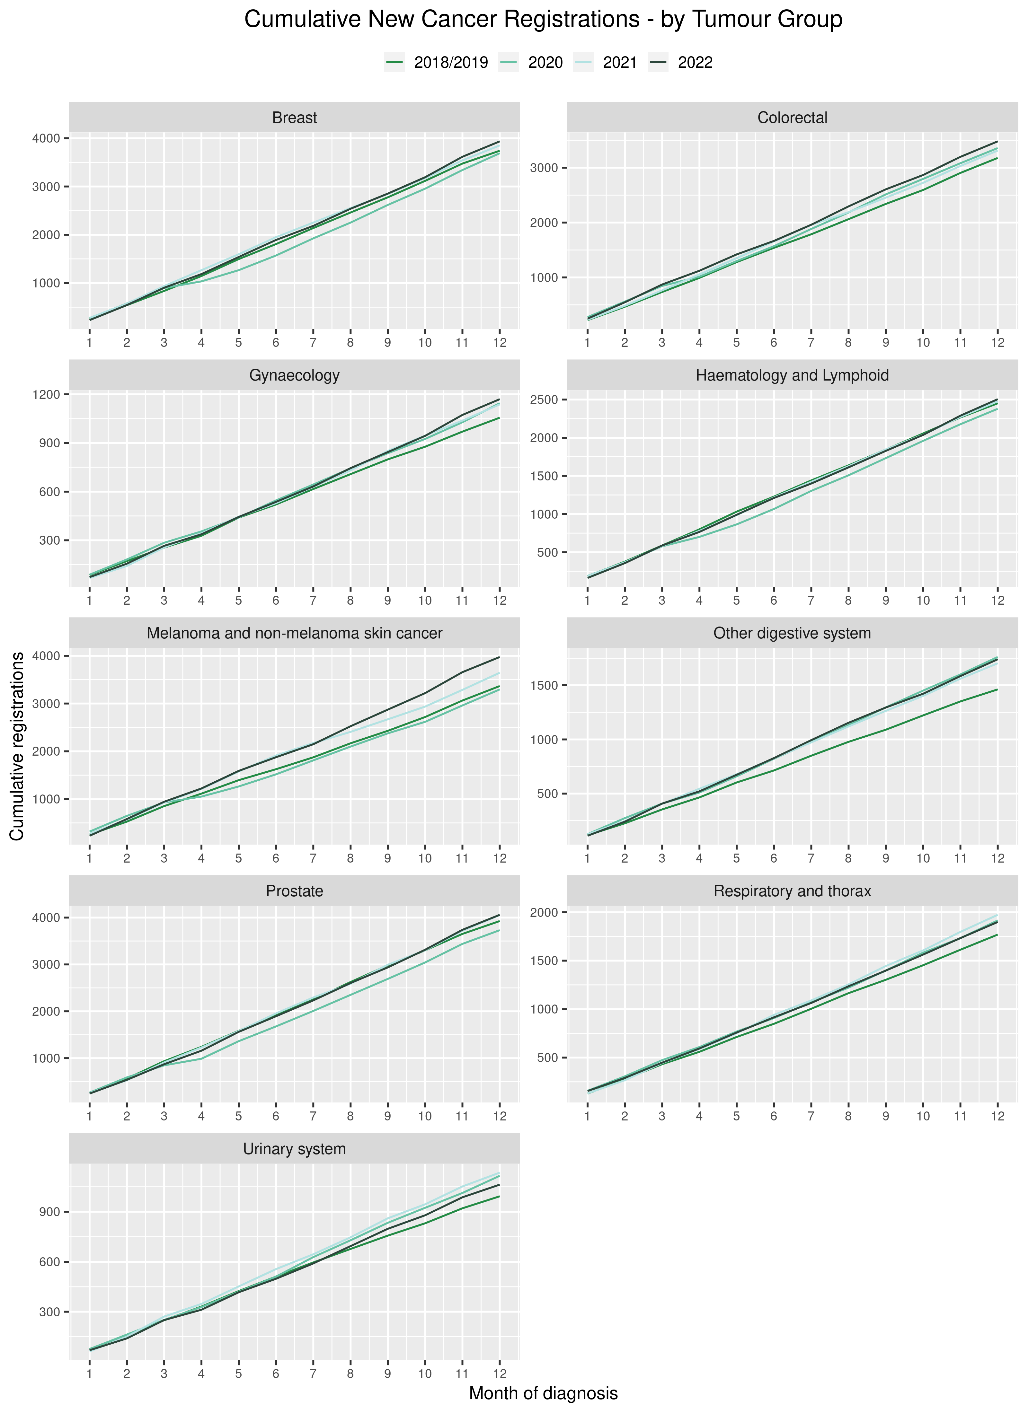 Cumulative New Cancer Registrations - by Tumour Group
2018/2019 2020 2021 2022
Breast
4000
3000
2000
1000
1 2 3 4 5 6 7 8 9 10 11 12
Colorectal
3000
2000
1000
1 2 3 4 5 6 7 8 9 10 11 12
Gynaecology
1200
900
600
300
1 2 3 4 5 6 7 8 9 10 11 12
Haematology and Lymphoid
2500
2000
1500
1000
500
1 2 3 4 5 6 7 8 9 10 11 12
Melanoma and non-melanoma skin cancer
4000
3000
2000
1000
1 2 3 4 5 6 7 8 9 10 11 12
Other digestive system
1500
1000
500
1 2 3 4 5 6 7 8 9 10 11 12
Prostate
4000
3000
2000
1000
1 2 3 4 5 6 7 8 9 10 11 12
Respiratory and thorax
2000
1500
1000
500
1 2 3 4 5 6 7 8 9 10 11 12
Urinary system
900
600
300
1 2 3 4 5 6 7 8 9 10 11 12
Cumulative registrations
Month of diagnosis